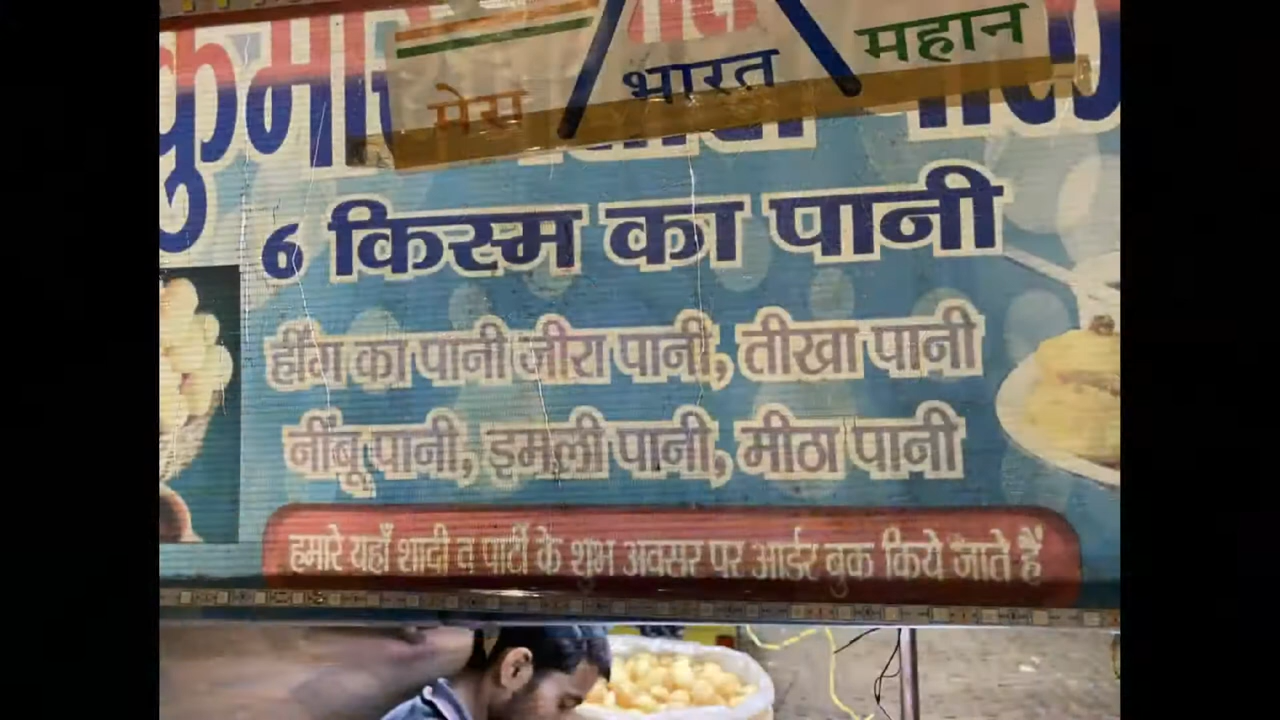 कुमार
मेरा भारत महान
6 किस्म का पानी
हींग का पानी जीरा पानी, तीखा पानी
नींबू पानी, इमली पानी, मीठा पानी
हमारे यहाँ शादी व पार्टी के शुभ अवसर पर आर्डर बुक किये जाते हैं